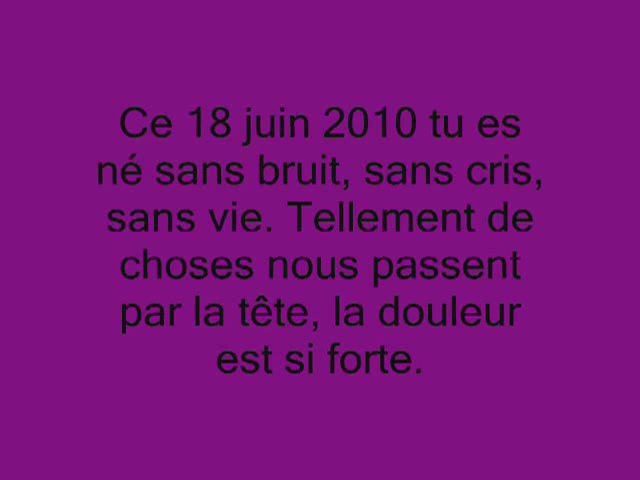 Ce 18 juin 2010 tu es
né sans bruit, sans cris,
sans vie. Tellement de
choses nous passent
par la tête, la douleur
est si forte.